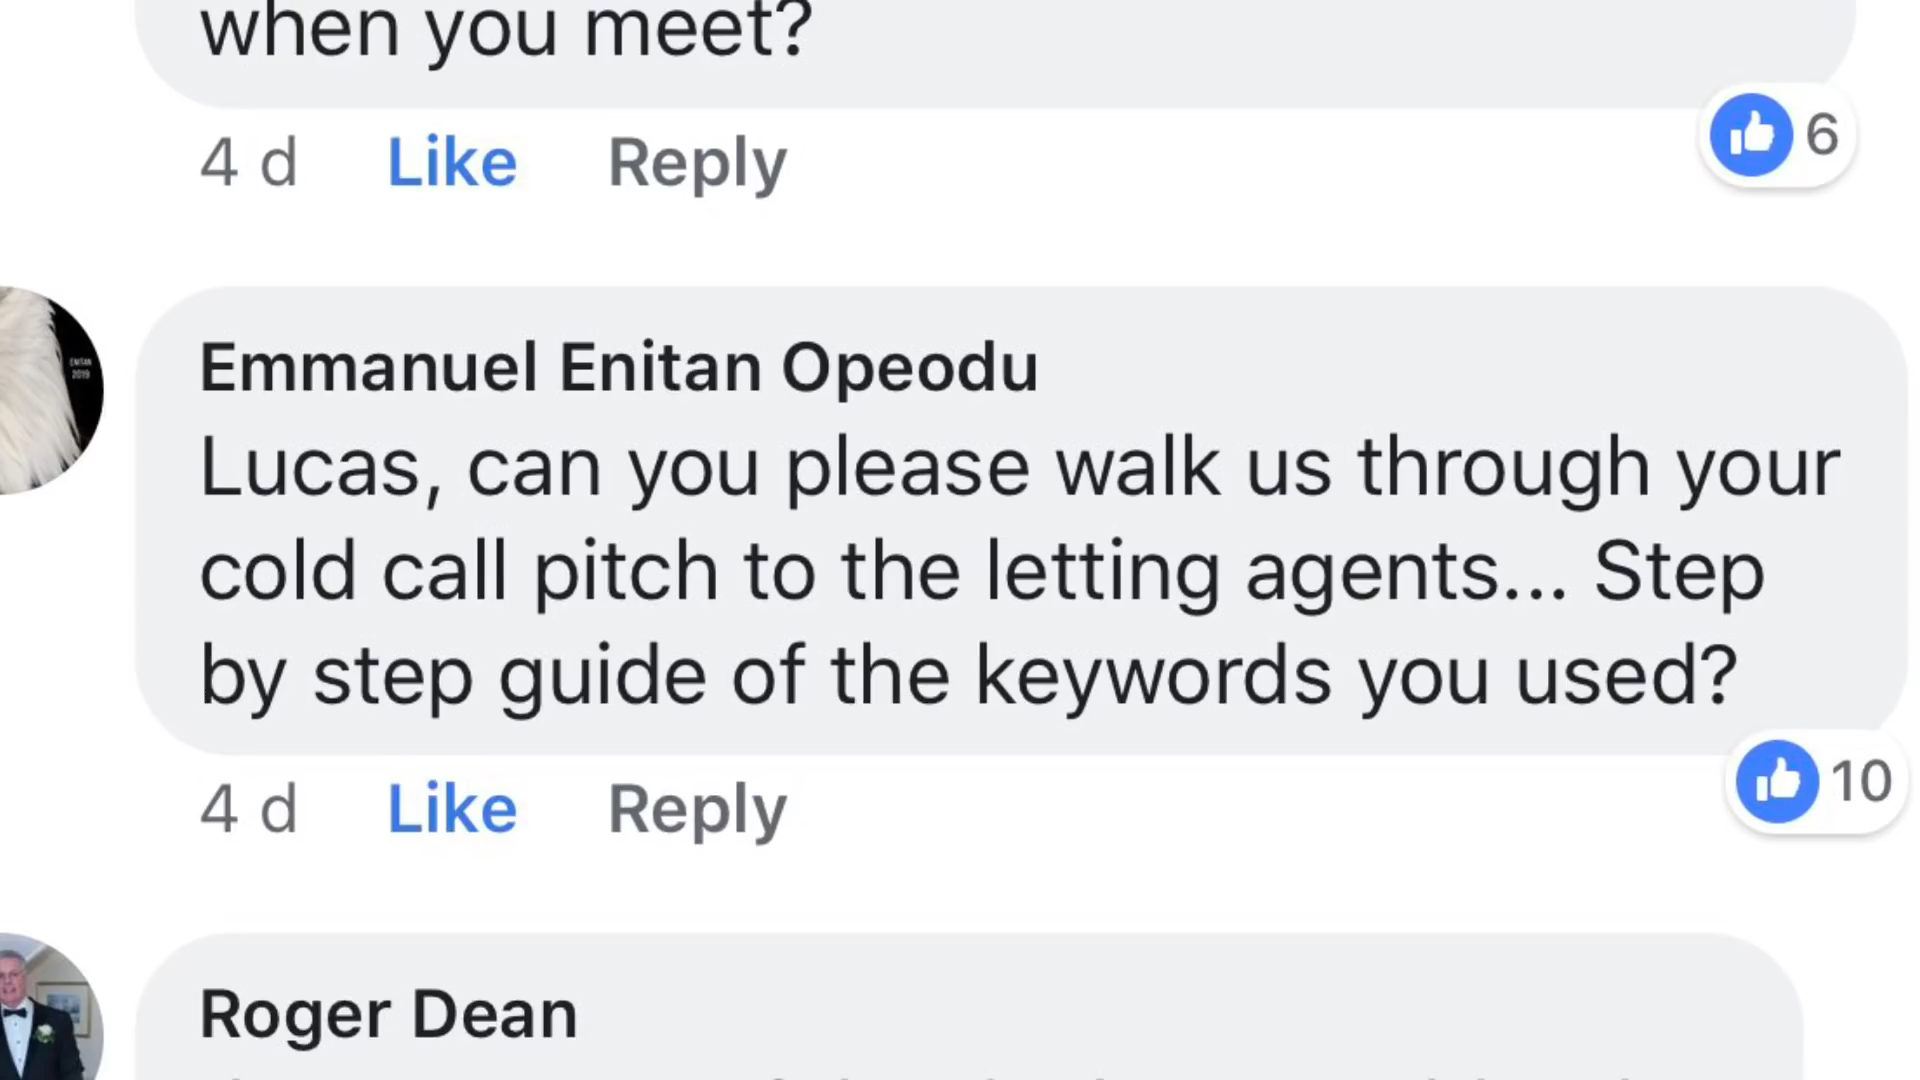 when you meet?
4 d Like Reply 6
ENITAN
2019
Emmanuel Enitan Opeodu
Lucas, can you please walk us through your
cold call pitch to the letting agents... Step
by step guide of the keywords you used?
4 d Like Reply 10
Roger Dean